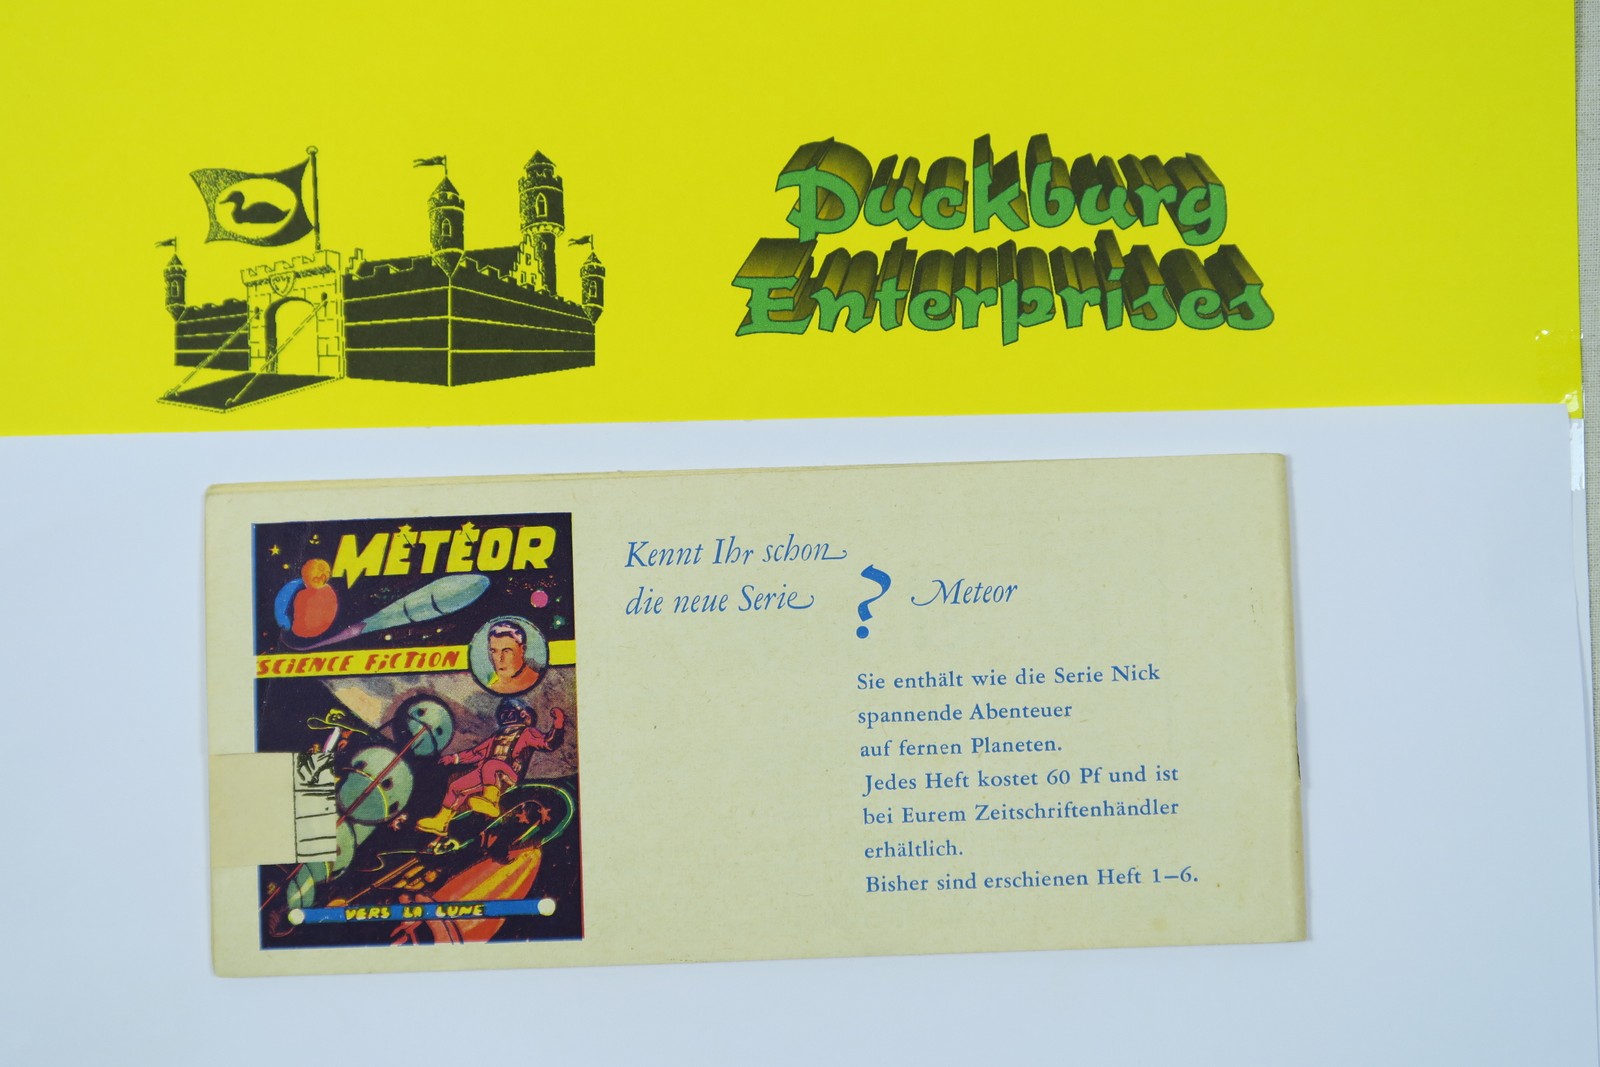 Duckburg
Enterprises
METEOR
SCIENCE FICTION
VERS LA LUNE
Kennt Ihr schon
die neue Serie ? Meteor
Sie enthält wie die Serie Nick
spannende Abenteuer
auf fernen Planeten.
Jedes Heft kostet 60 Pf und ist
bei Eurem Zeitschriftenhändler
erhältlich.
Bisher sind erschienen Heft 1–6.